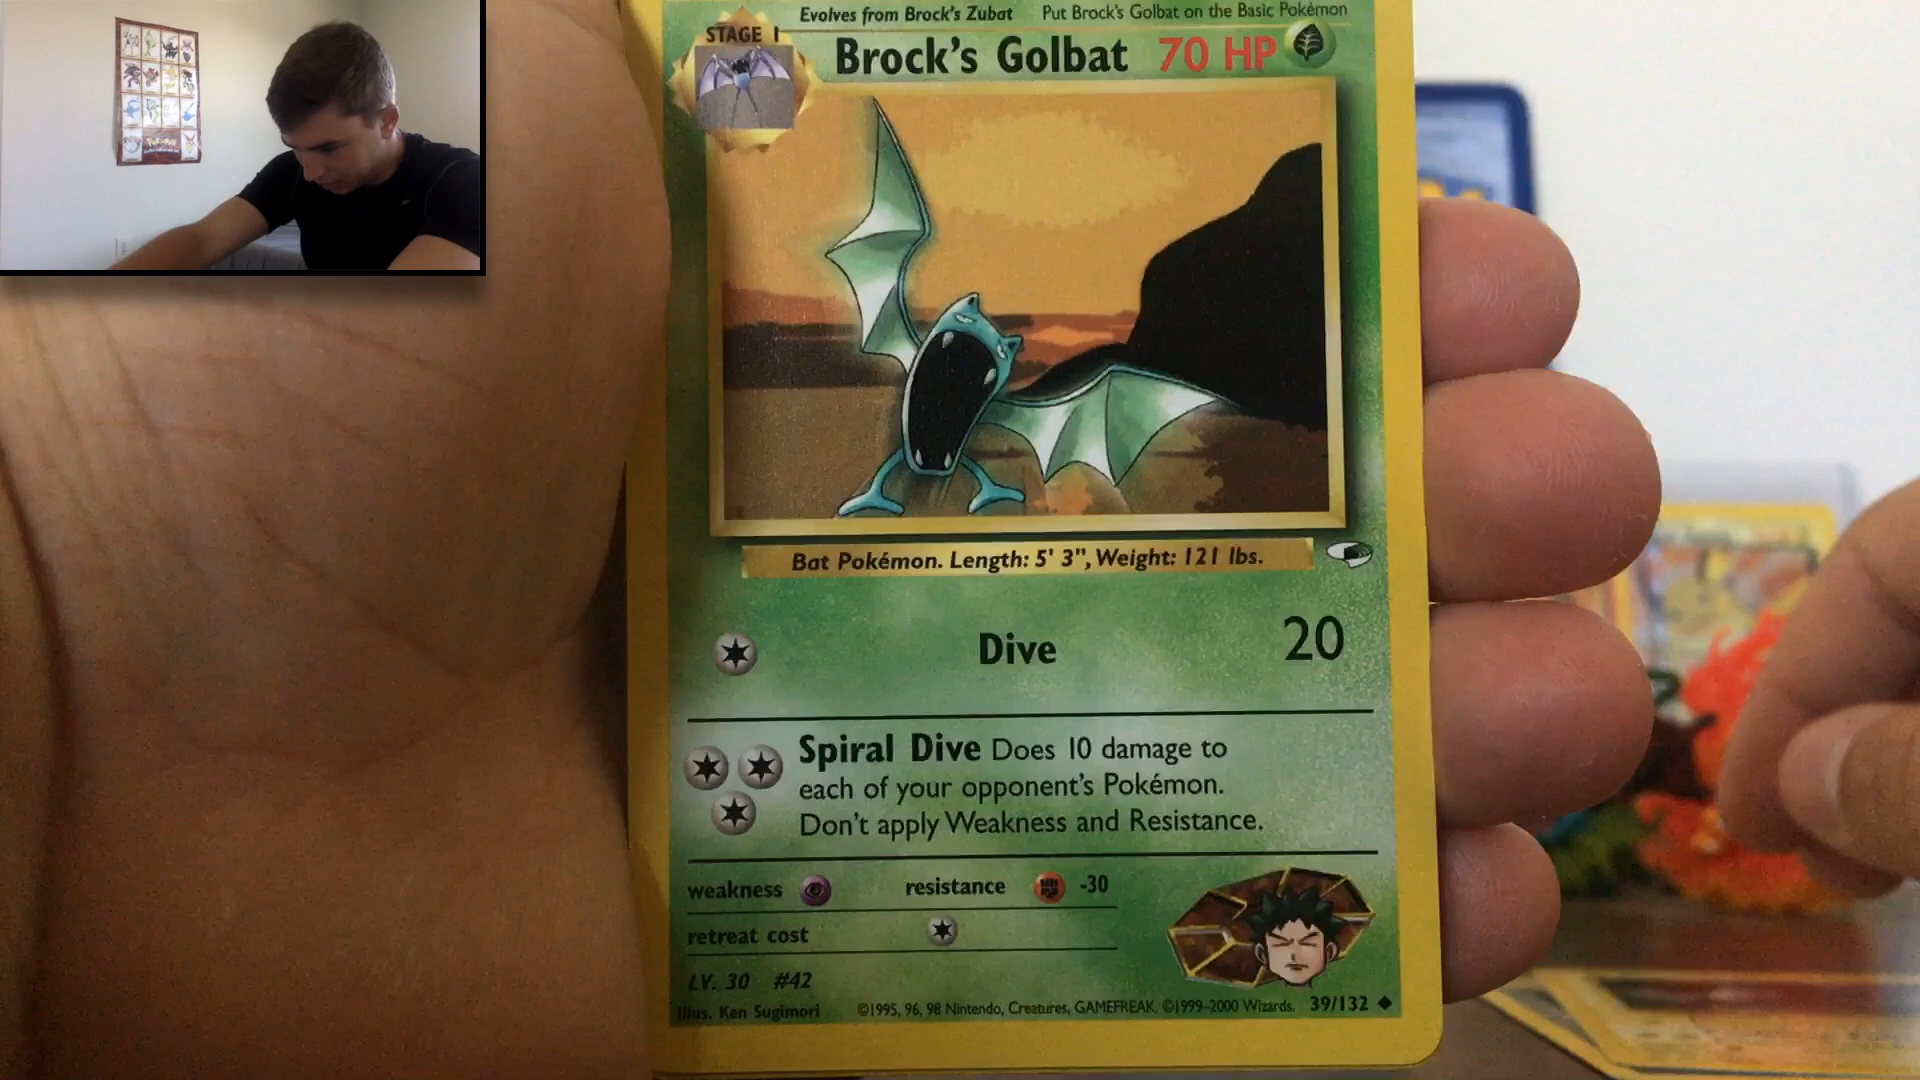 Evolves from Brock's Zubat Put Brock's Golbat on the Basic Pokémon
STAGE 1
Brock's Golbat 70 HP
Bat Pokémon. Length: 5' 3", Weight: 121 lbs.
Dive 20
Spiral Dive Does 10 damage to
each of your opponent's Pokémon.
Don't apply Weakness and Resistance.
weakness resistance -30
retreat cost
LV. 30 #42
Illus. Ken Sugimori ©1995, 96, 98 Nintendo, Creatures, GAMEFREAK. ©1999-2000 Wizards. 39/132
POKéMON